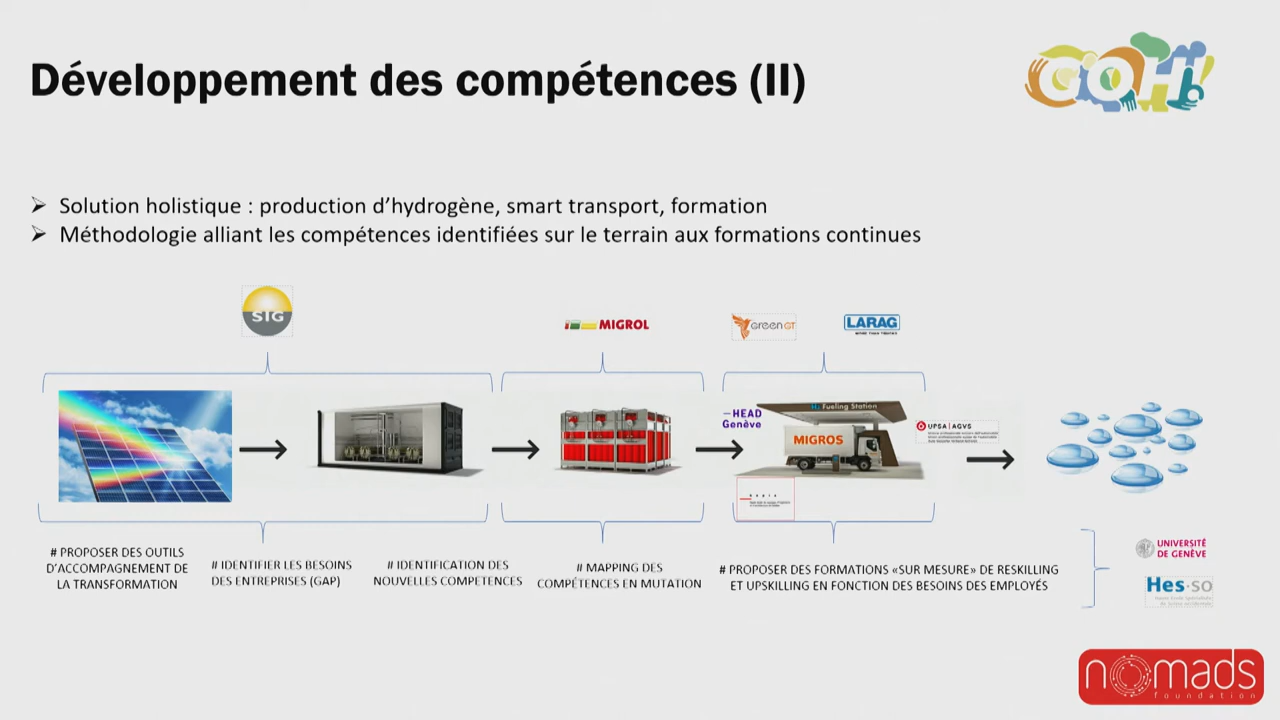 Développement des compétences (II)
GOH!
➢ Solution holistique : production d’hydrogène, smart transport, formation
➢ Méthodologie alliant les compétences identifiées sur le terrain aux formations continues
SIG
MIGROL
GREENGT
LARAG
H₂ Fueling Station
–HEAD
Genève
MIGROS
UPSA | AGVS
# PROPOSER DES OUTILS
D’ACCOMPAGNEMENT DE
LA TRANSFORMATION
# IDENTIFIER LES BESOINS
DES ENTREPRISES (GAP)
# IDENTIFICATION DES
NOUVELLES COMPETENCES
# MAPPING DES
COMPÉTENCES EN MUTATION
# PROPOSER DES FORMATIONS «SUR MESURE» DE RESKILLING
ET UPSKILLING EN FONCTION DES BESOINS DES EMPLOYÉS
UNIVERSITÉ
DE GENÈVE
Hes·so
nomads
foundation